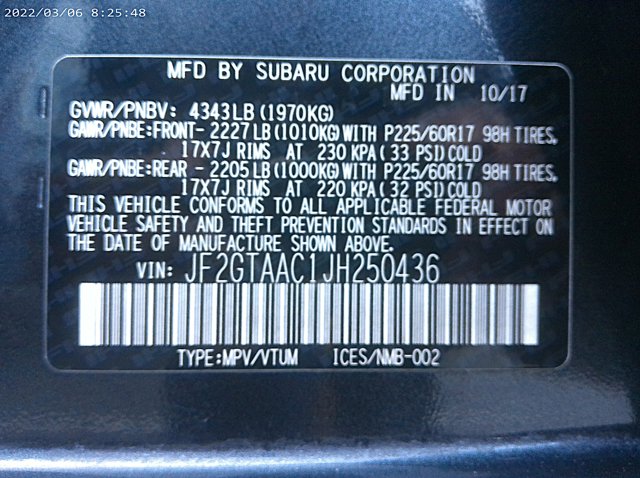 2022/03/06 8:25:48
MFD BY SUBARU CORPORATION
MFD IN 10/17
GVWR/PNBV: 4343LB (1970KG)
GAWR/PNBE:FRONT- 2227LB (1010KG) WITH P225/60R17 98H TIRES,
17X7J RIMS AT 230 KPA (33 PSI) COLD
GAWR/PNBE:REAR - 2205LB (1000KG) WITH P225/60R17 98H TIRES,
17X7J RIMS AT 220 KPA (32 PSI) COLD
THIS VEHICLE CONFORMS TO ALL APPLICABLE FEDERAL MOTOR
VEHICLE SAFETY AND THEFT PREVENTION STANDARDS IN EFFECT ON
THE DATE OF MANUFACTURE SHOWN ABOVE.
VIN: JF2GTAAC1JH250436
TYPE:MPV/VTUM ICES/NMB-002